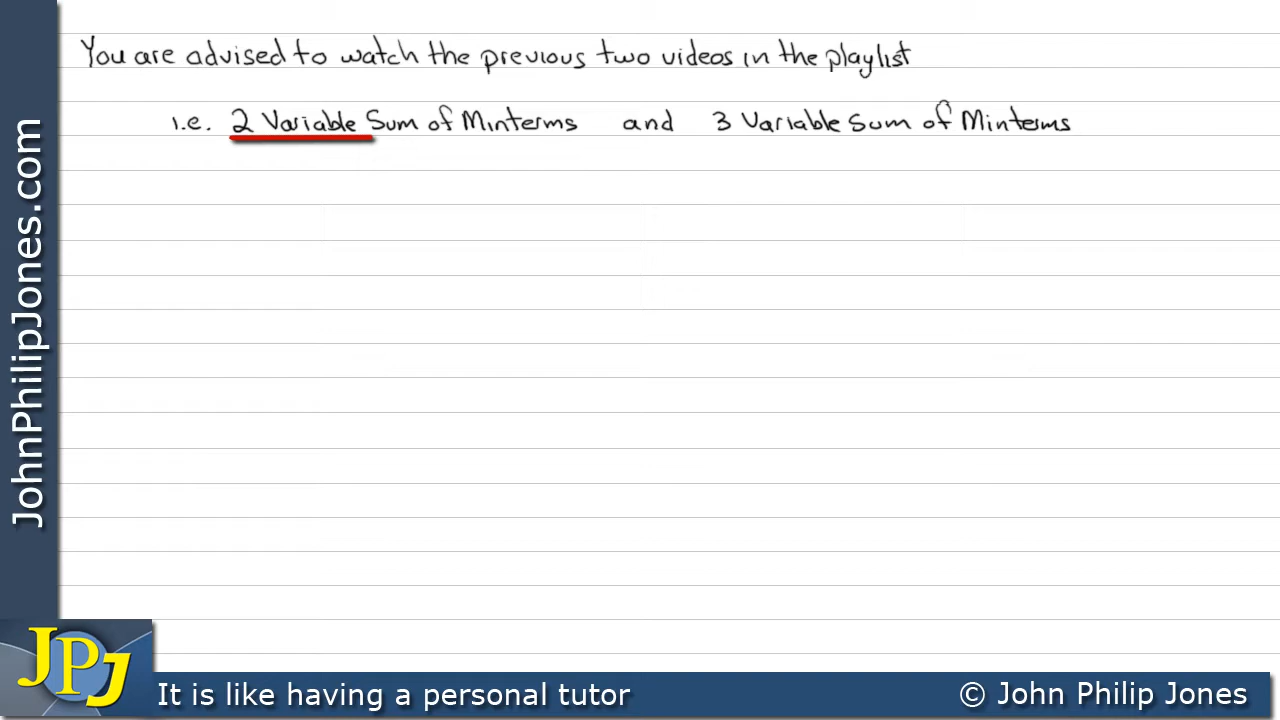 You are advised to watch the previous two videos in the playlist
i.e. 2 Variable Sum of Minterms and 3 Variable Sum of Minterms
JohnPhilipJones.com
JPJ
It is like having a personal tutor
© John Philip Jones